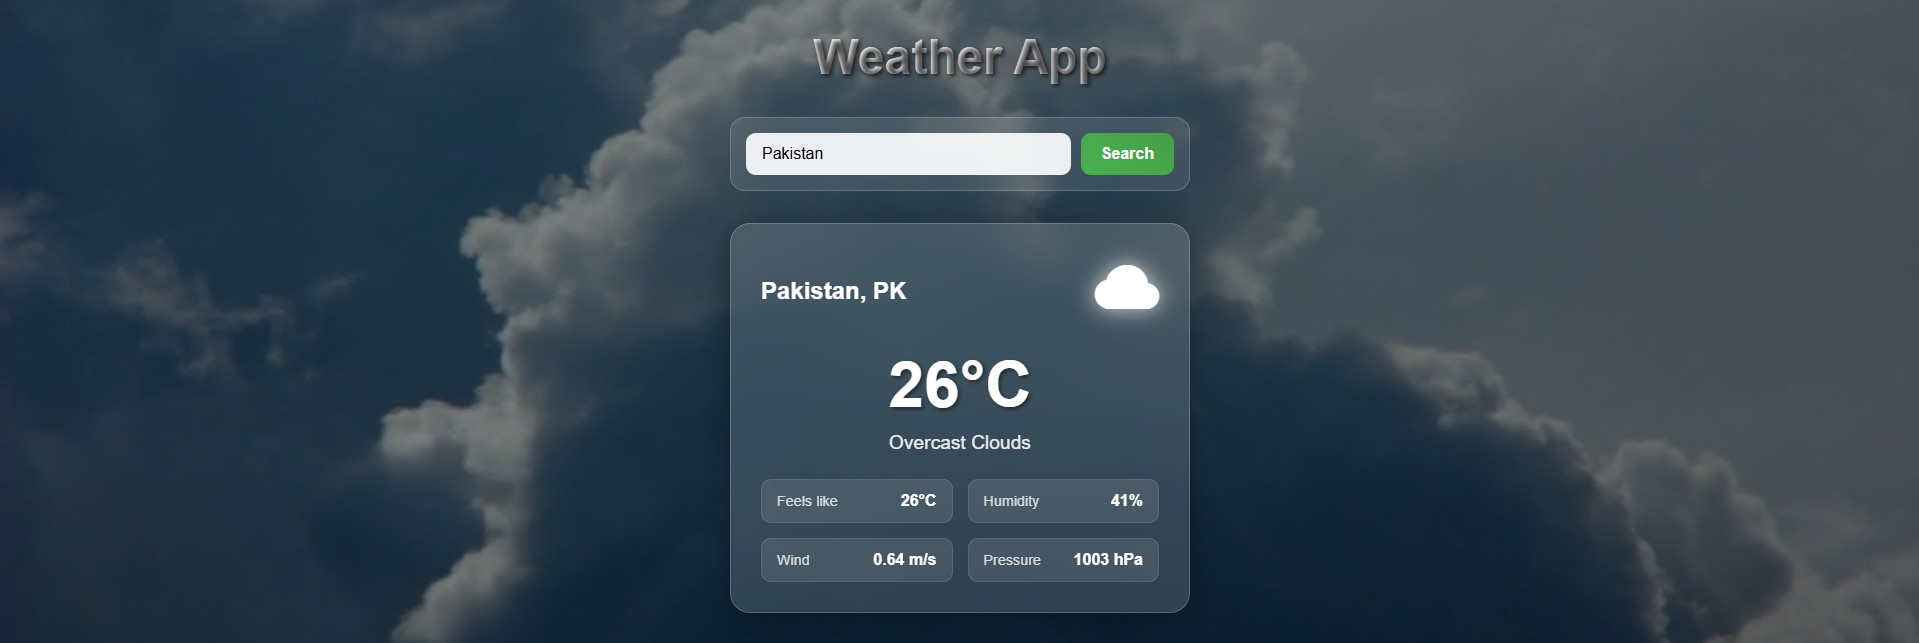 Weather App
Pakistan
Search
Pakistan, PK
26°C
Overcast Clouds
Feels like 26°C
Humidity 41%
Wind 0.64 m/s
Pressure 1003 hPa